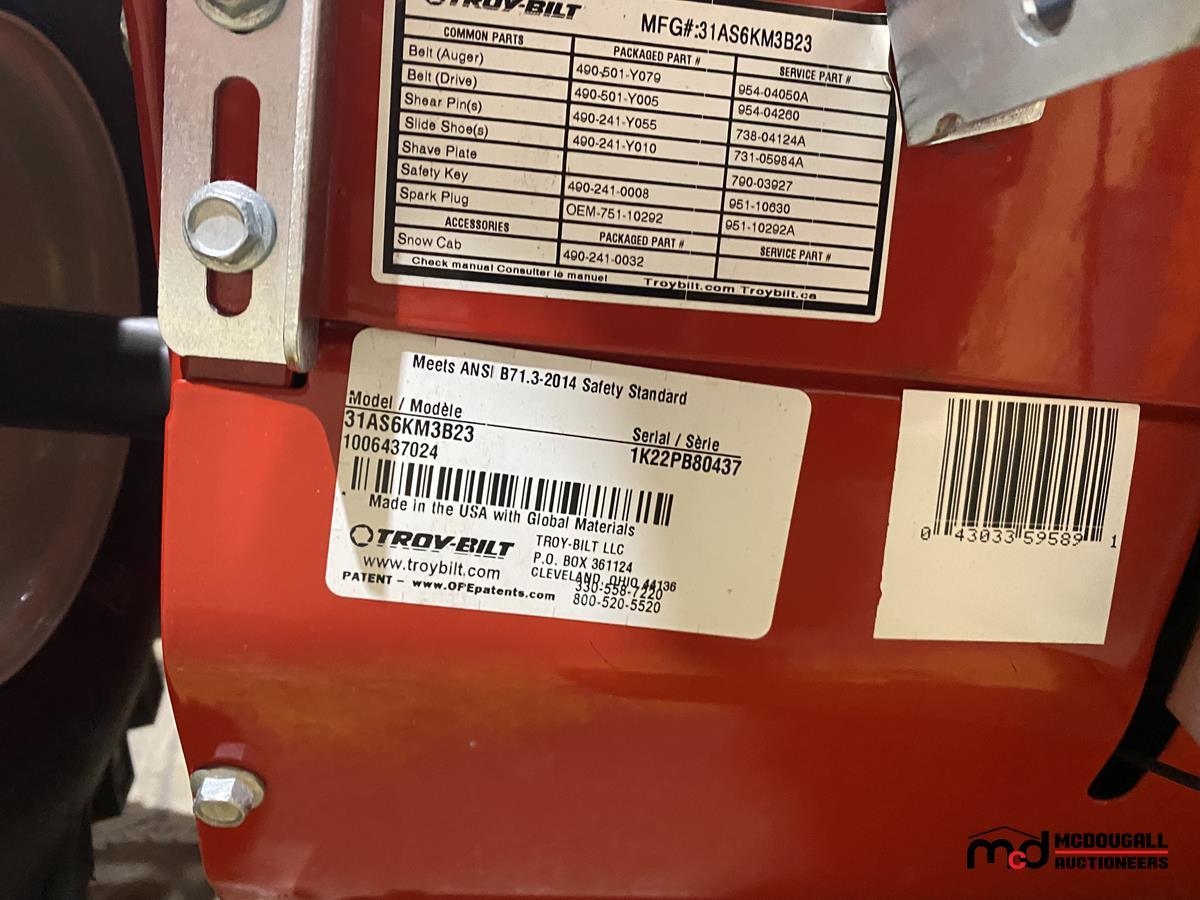 TROY-BILT MFG#:31AS6KM3B23
COMMON PARTS PACKAGED PART # SERVICE PART #
Belt (Auger) 490-501-Y079 954-04050A
Belt (Drive) 490-501-Y005 954-04260
Shear Pin(s) 490-241-Y055 738-04124A
Slide Shoe(s) 490-241-Y010 731-05984A
Shave Plate 790-03927
Safety Key 490-241-0008 951-10630
Spark Plug OEM-751-10292 951-10292A
ACCESSORIES PACKAGED PART # SERVICE PART #
Snow Cab 490-241-0032
Check manual Consulter le manuel Troybilt.com Troybilt.ca
Meets ANSI B71.3-2014 Safety Standard
Model / Modèle Serial / Série
31AS6KM3B23 1K22PB80437
1006437024
Made in the USA with Global Materials
TROY-BILT
www.troybilt.com
PATENT – www.OPEpatents.com
TROY-BILT LLC
P.O. BOX 361124
CLEVELAND, OHIO 44136
330-558-7220
800-520-5520
0 43033 59589 1
mcd MCDOUGALL
AUCTIONEERS